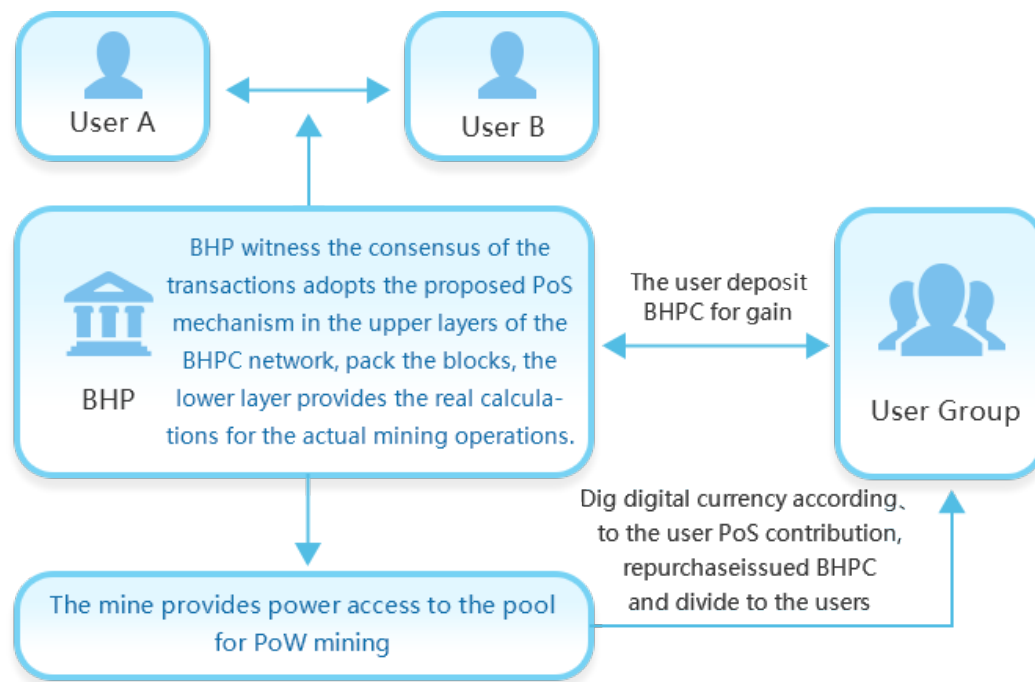 User A
User B
BHP witness the consensus of the
transactions adopts the proposed PoS
mechanism in the upper layers of the
BHPC network, pack the blocks, the
lower layer provides the real calcula-
tions for the actual mining operations.
BHP
The user deposit
BHPC for gain
User Group
Dig digital currency according、
to the user PoS contribution,
repurchaseissued BHPC
and divide to the users
The mine provides power access to the pool
for PoW mining